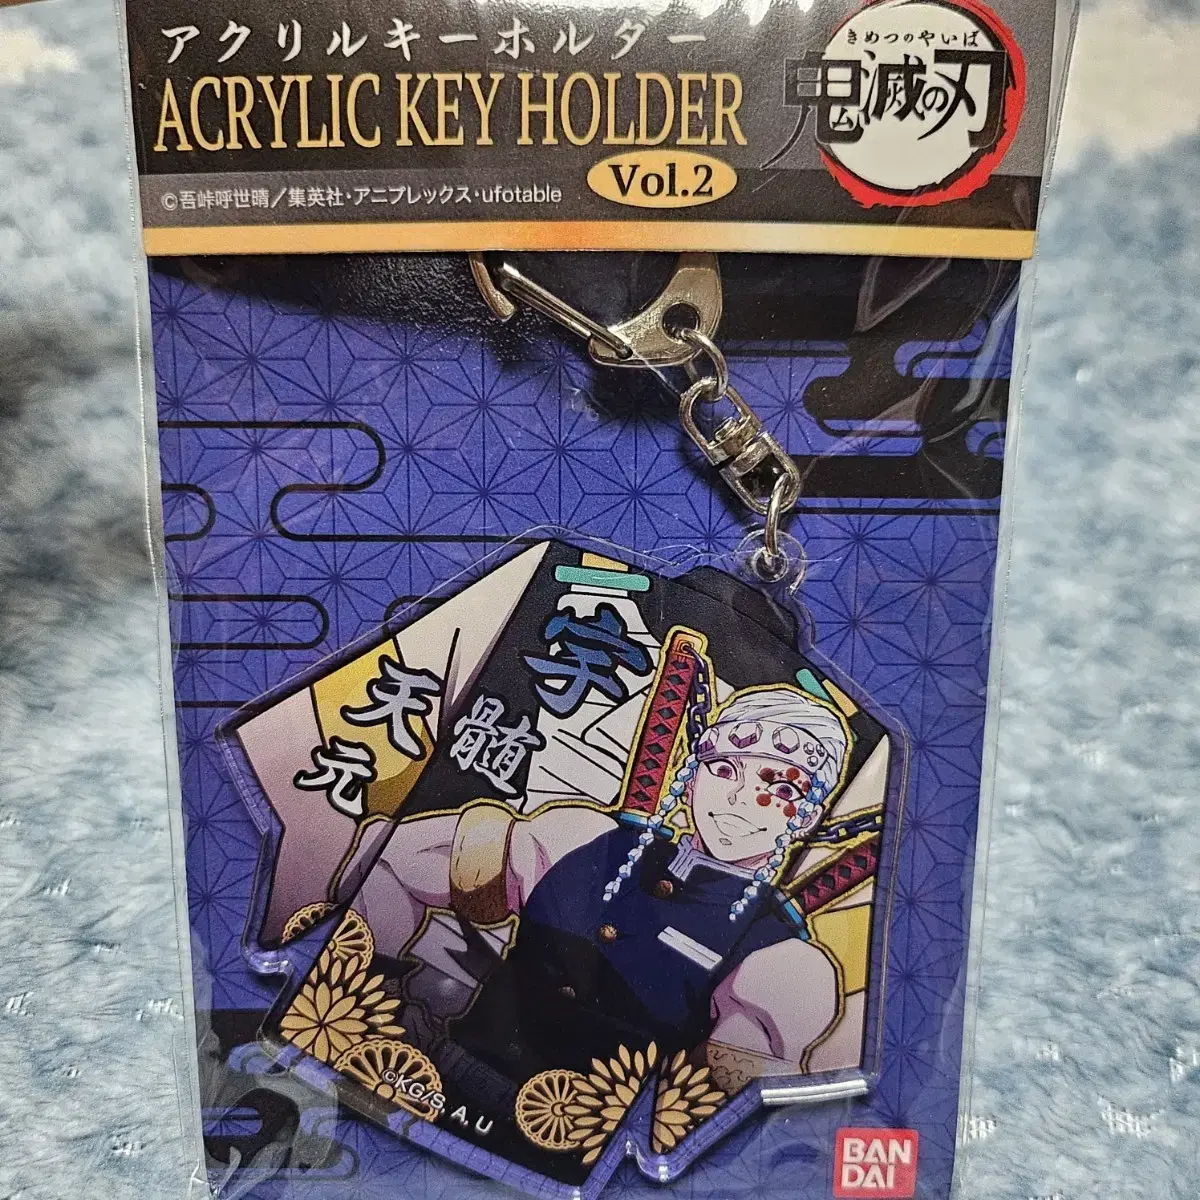 アクリルキーホルダー
ACRYLIC KEY HOLDER
Vol.2
©吾峠呼世晴／集英社・アニプレックス・ufotable
きめつのやいば
鬼滅の刃
宇
髄
天
元
©KG/S, A, U
BAN
DAI